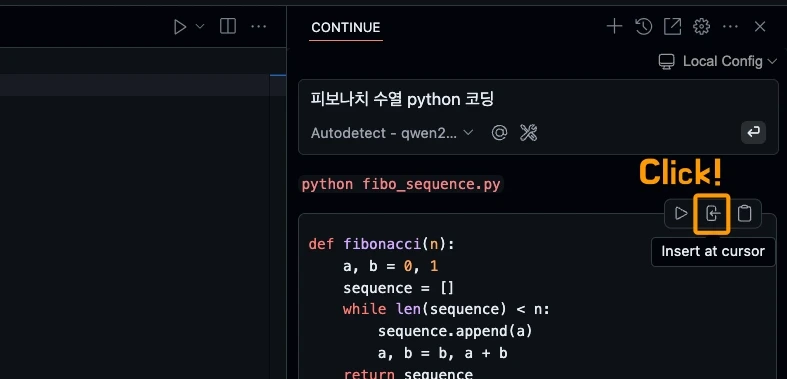 CONTINUE
Local Config
피보나치 수열 python 코딩
Autodetect - qwen2...
python fibo_sequence.py
Click!
Insert at cursor
def fibonacci(n):
    a, b = 0, 1
    sequence = []
    while len(sequence) < n:
        sequence.append(a)
        a, b = b, a + b
    return sequence